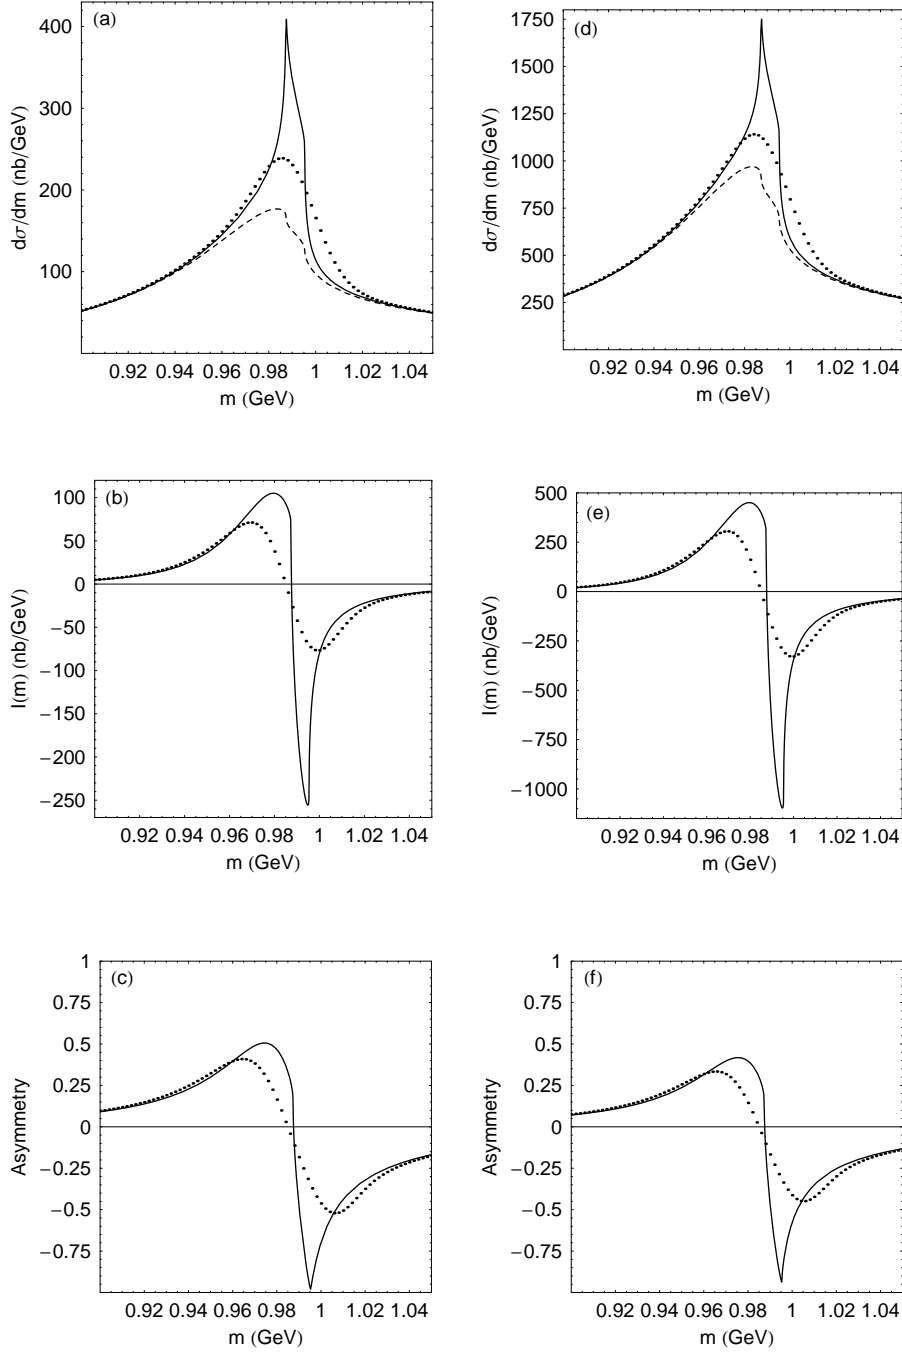 (a)
400
300
200
100
dσ/dm (nb/GeV)
0.92 0.94 0.96 0.98 1 1.02 1.04
m (GeV)
(d)
1750
1500
1250
1000
750
500
250
dσ/dm (nb/GeV)
0.92 0.94 0.96 0.98 1 1.02 1.04
m (GeV)
(b)
100
50
0
−50
−100
−150
−200
−250
I(m) (nb/GeV)
0.92 0.94 0.96 0.98 1 1.02 1.04
m (GeV)
(e)
500
250
0
−250
−500
−750
−1000
I(m) (nb/GeV)
0.92 0.94 0.96 0.98 1 1.02 1.04
m (GeV)
(c)
1
0.75
0.5
0.25
0
−0.25
−0.5
−0.75
Asymmetry
0.92 0.94 0.96 0.98 1 1.02 1.04
m (GeV)
(f)
1
0.75
0.5
0.25
0
−0.25
−0.5
−0.75
Asymmetry
0.92 0.94 0.96 0.98 1 1.02 1.04
m (GeV)